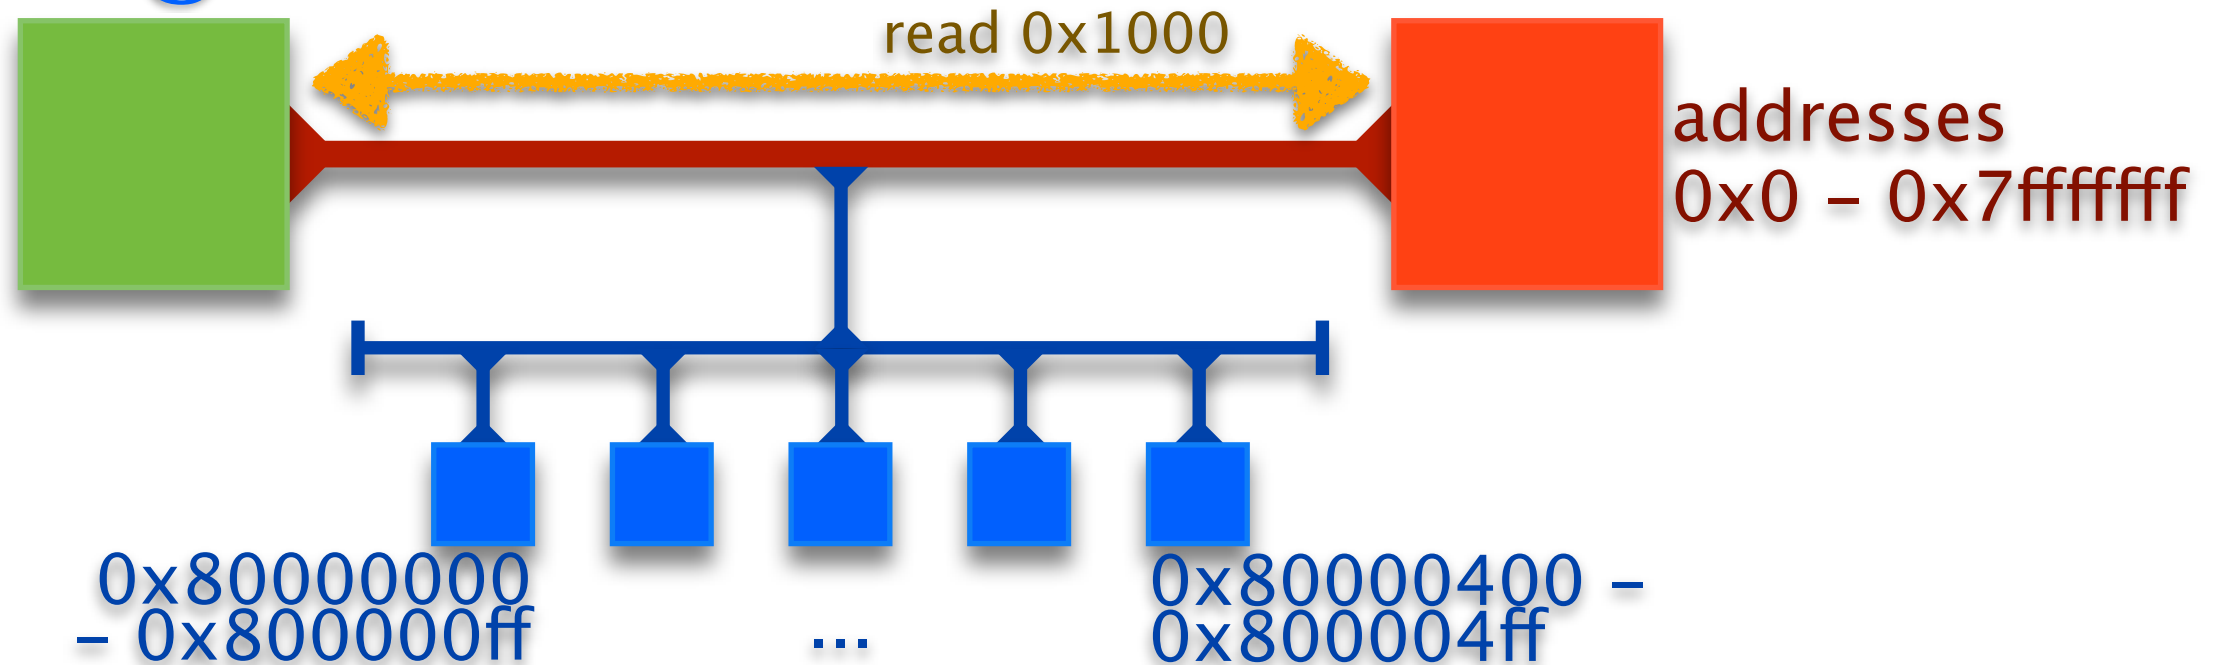 read 0x1000
addresses
0x0 – 0x7fffffff
0x80000000
– 0x800000ff
...
0x80000400 –
0x800004ff